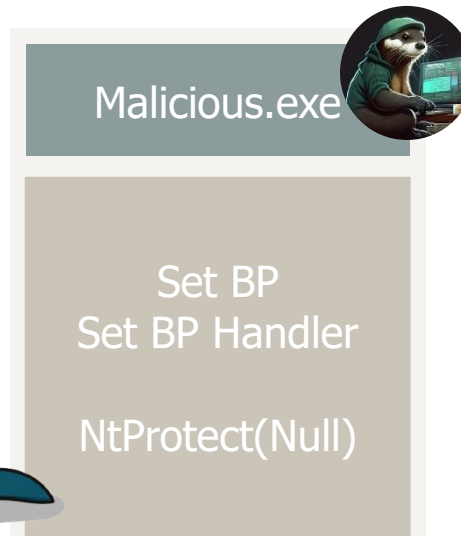 Malicious.exe
Set BP
Set BP Handler
NtProtect(Null)